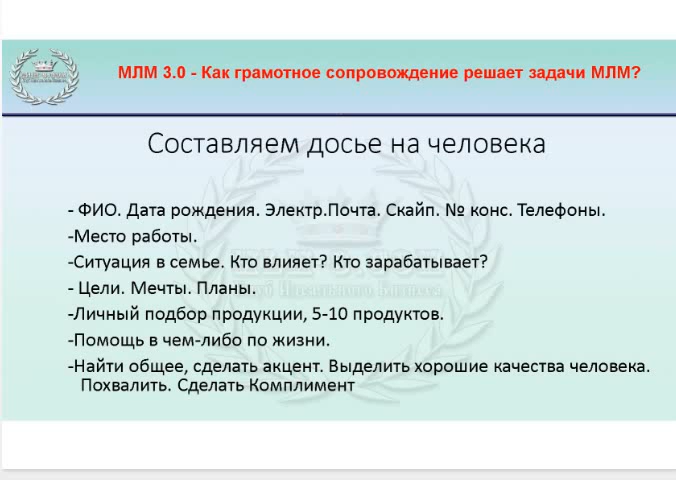 МЛМ 3.0 - Как грамотное сопровождение решает задачи МЛМ?
Составляем досье на человека
- ФИО. Дата рождения. Электр.Почта. Скайп. № конс. Телефоны.
-Место работы.
-Ситуация в семье. Кто влияет? Кто зарабатывает?
- Цели. Мечты. Планы.
-Личный подбор продукции, 5-10 продуктов.
-Помощь в чем-либо по жизни.
-Найти общее, сделать акцент. Выделить хорошие качества человека.
Похвалить. Сделать Комплимент